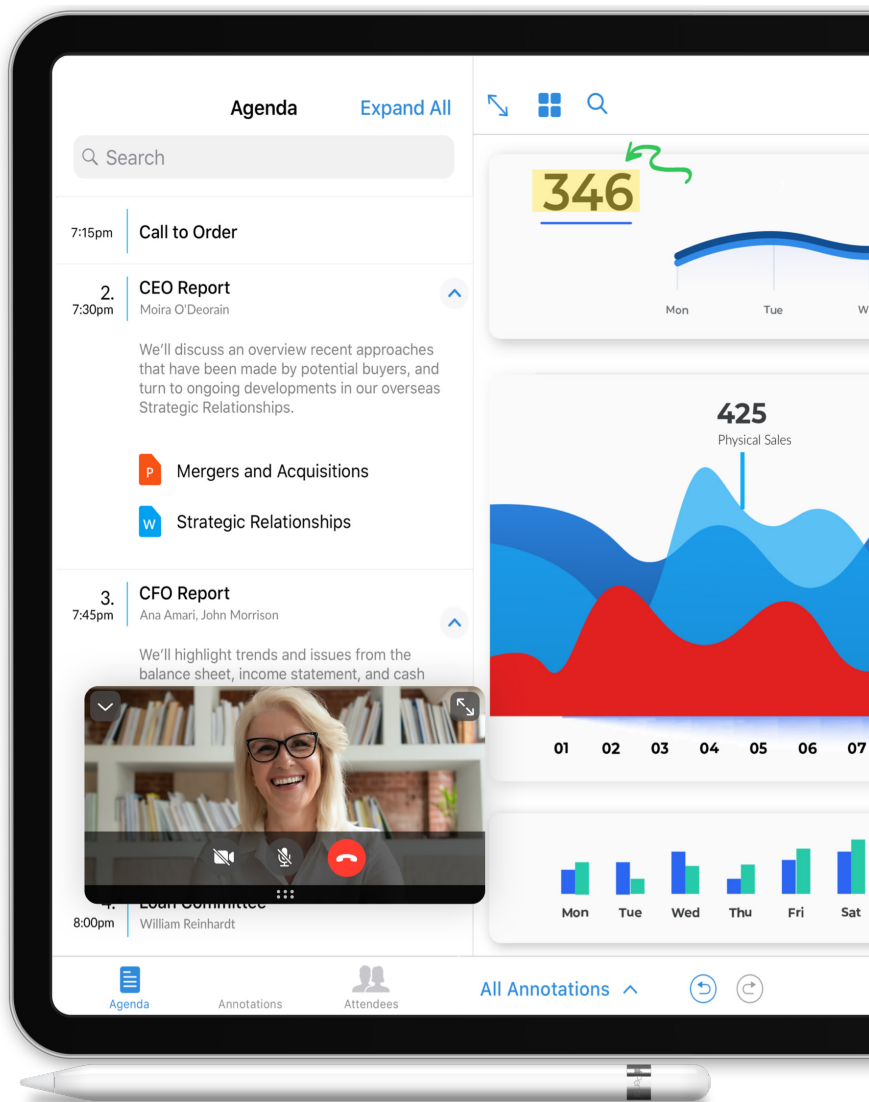 Agenda
Expand All
Search
7:15pm
Call to Order
2.
7:30pm
CEO Report
Moira O'Deorain
We'll discuss an overview recent approaches
that have been made by potential buyers, and
turn to ongoing developments in our overseas
Strategic Relationships.
P
Mergers and Acquisitions
W
Strategic Relationships
3.
7:45pm
CFO Report
Ana Amari, John Morrison
We'll highlight trends and issues from the
balance sheet, income statement, and cash
4.
8:00pm
Loan Committee
William Reinhardt
Agenda
Annotations
Attendees
346
Mon
Tue
W
425
Physical Sales
01 02 03 04 05 06 07
Mon Tue Wed Thu Fri Sat
All Annotations